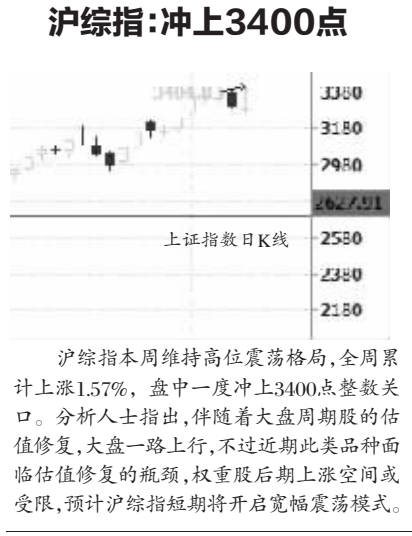 沪综指:冲上3400点
3380
3180
2980
2627.91
上证指数日K线
2580
2380
2180
沪综指本周维持高位震荡格局,全周累
计上涨1.57%，盘中一度冲上3400点整数关
口。分析人士指出,伴随着大盘周期股的估
值修复,大盘一路上行,不过近期此类品种面
临估值修复的瓶颈,权重股后期上涨空间或
受限,预计沪综指短期将开启宽幅震荡模式。